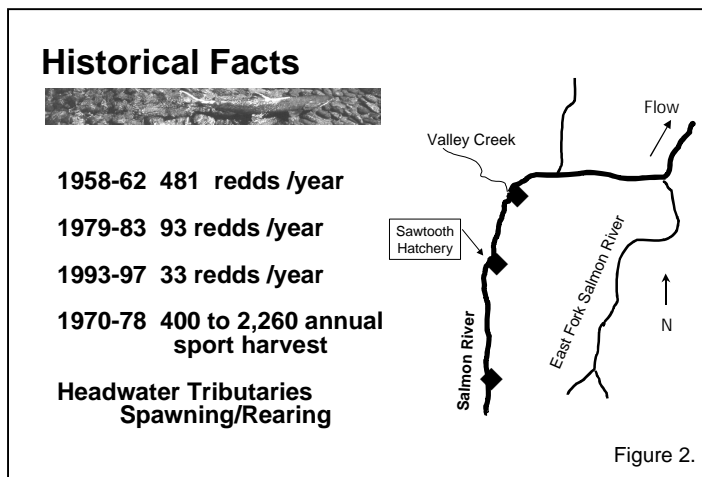 Historical Facts
1958-62 481 redds /year
1979-83 93 redds /year
1993-97 33 redds /year
1970-78 400 to 2,260 annual
sport harvest
Headwater Tributaries
Spawning/Rearing
Flow
Valley Creek
Sawtooth
Hatchery
Salmon River
East Fork Salmon River
N
Figure 2.